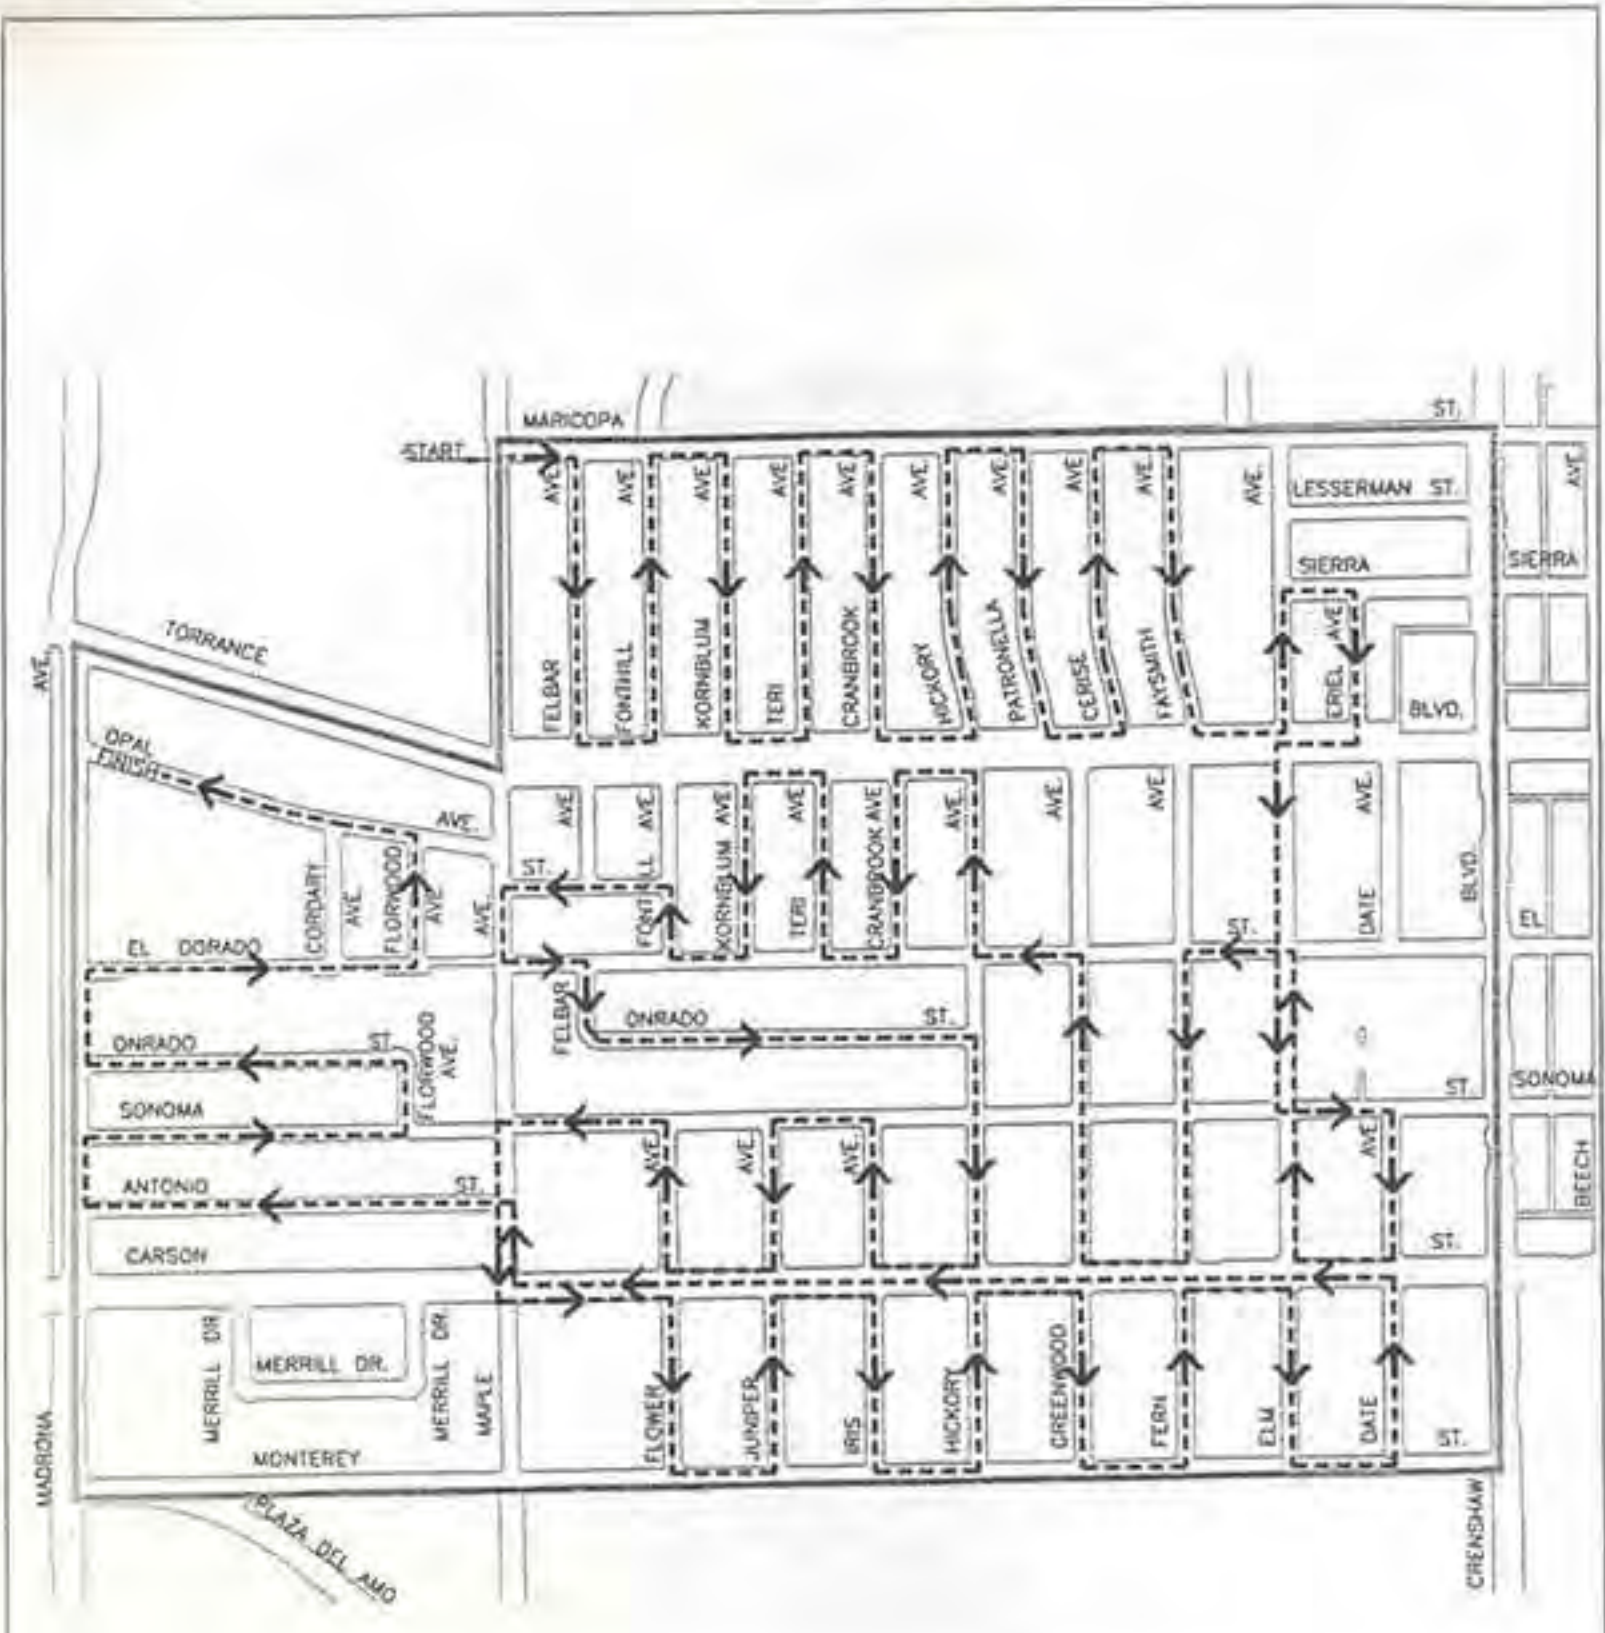 MARICOPA
ST.
START
AVE.
AVE.
AVE.
AVE.
AVE.
AVE.
AVE.
AVE.
AVE.
AVE.
AVE.
LESSERMAN ST.
SIERRA
SIERRA
FELBAR
FONTHILL
KORNBLUM
TERI
CRANBROOK
HICKORY
PATRONELLA
CERISE
FAYSMITH
ERIEL AVE
BLVD.
TORRANCE
AVE.
OPAL
FINISH
AVE.
AVE
AVE.
KORNBLUM AVE
TERI AVE
CRANBROOK AVE
AVE.
AVE.
AVE.
DATE AVE.
BLVD.
ST.
CORDARY AVE
FLORWOOD AVE
AVE.
EL DORADO
ST.
EL
FELBAR
ONRADO ST.
ONRADO ST.
FLORWOOD AVE.
SONOMA
ST.
SONOMA
AVE.
AVE.
AVE.
AVE.
ANTONIO ST.
BEECH
CARSON
ST.
MERRILL DR
MERRILL DR.
MERRILL DR.
MAPLE
FLOWER
JUNIPER
IRIS
HICKORY
GREENWOOD
FERN
ELM
DATE
ST.
MONTEREY
MADRONA
PLAZA DEL AMO
CRENSHAW